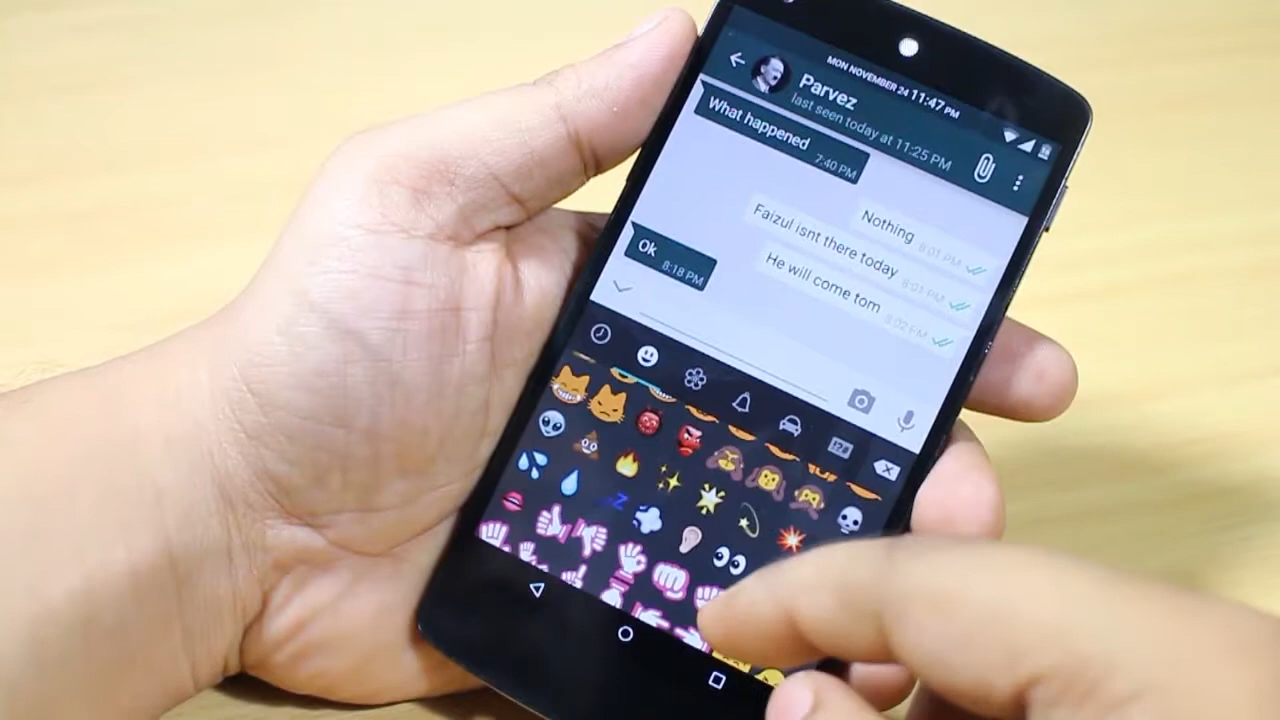 MON NOVEMBER 24 11:47 PM
Parvez
last seen today at 11:25 PM
What happened
7:40 PM
Nothing
8:01 PM
Faizul isnt there today
8:01 PM
He will come tom
8:02 PM
Ok
8:18 PM